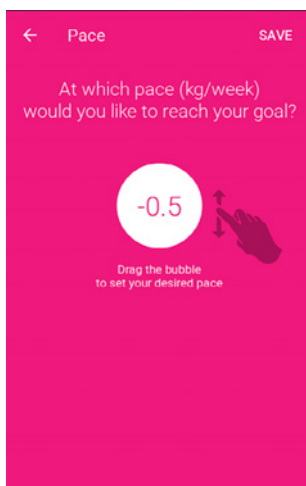 Pace SAVE
At which pace (kg/week)
would you like to reach your goal?
-0.5
Drag the bubble
to set your desired pace